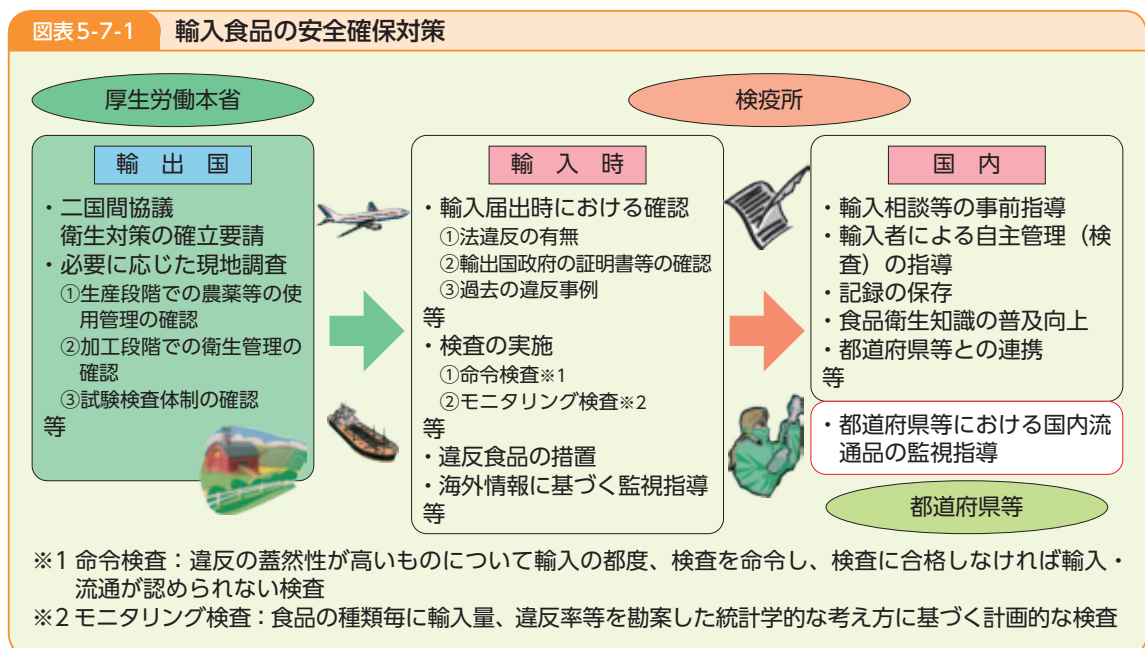 図表5-7-1 輸入食品の安全確保対策
厚生労働本省
検疫所
輸 出 国
・二国間協議
衛生対策の確立要請
・必要に応じた現地調査
①生産段階での農薬等の使
用管理の確認
②加工段階での衛生管理の
確認
③試験検査体制の確認
等
輸 入 時
・輸入届出時における確認
①法違反の有無
②輸出国政府の証明書等の確認
③過去の違反事例
等
・検査の実施
①命令検査※1
②モニタリング検査※2
等
・違反食品の措置
・海外情報に基づく監視指導
等
国 内
・輸入相談等の事前指導
・輸入者による自主管理（検
査）の指導
・記録の保存
・食品衛生知識の普及向上
・都道府県等との連携
等
・都道府県等における国内流
通品の監視指導
都道府県等
※1 命令検査：違反の蓋然性が高いものについて輸入の都度、検査を命令し、検査に合格しなければ輸入・
流通が認められない検査
※2 モニタリング検査：食品の種類毎に輸入量、違反率等を勘案した統計学的な考え方に基づく計画的な検査